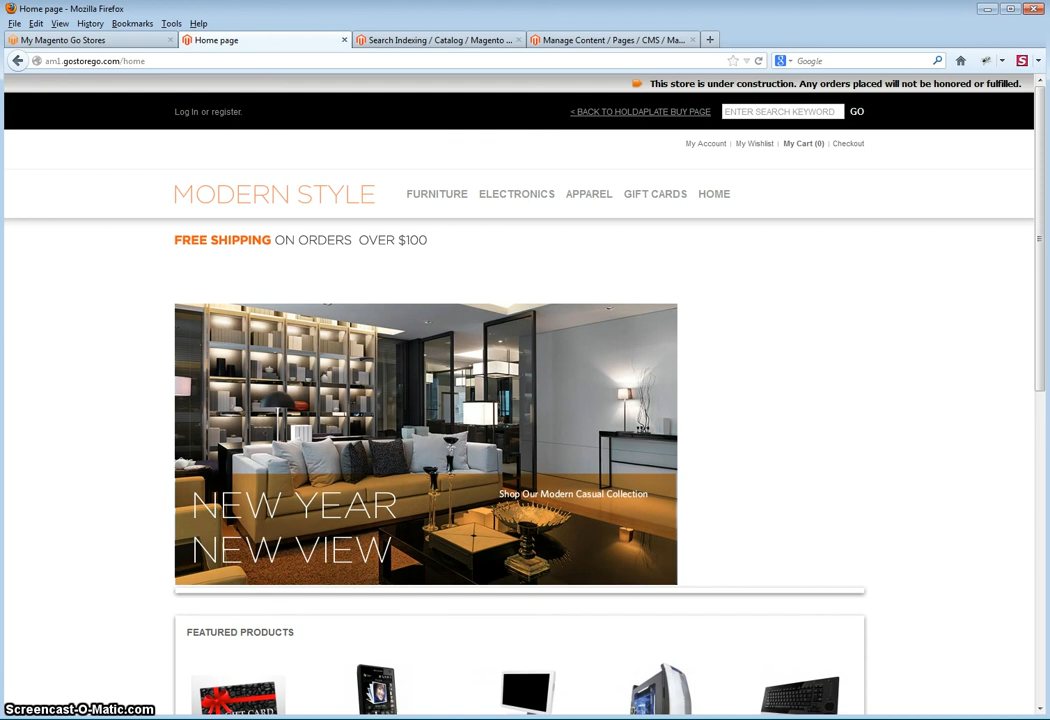 Home page - Mozilla Firefox
File Edit View History Bookmarks Tools Help
My Magento Go Stores
Home page
Search Indexing / Catalog / Magento ...
Manage Content / Pages / CMS / Ma...
am1.gostorego.com/home
Google
This store is under construction. Any orders placed will not be honored or fulfilled.
Log In or register.
< BACK TO HOLDAPLATE BUY PAGE
ENTER SEARCH KEYWORD
GO
My Account | My Wishlist | My Cart (0) | Checkout
MODERN STYLE
FURNITURE ELECTRONICS APPAREL GIFT CARDS HOME
FREE SHIPPING ON ORDERS OVER $100
Shop Our Modern Casual Collection
NEW YEAR
NEW VIEW
FEATURED PRODUCTS
GIFT CARD
Screencast-O-Matic.com